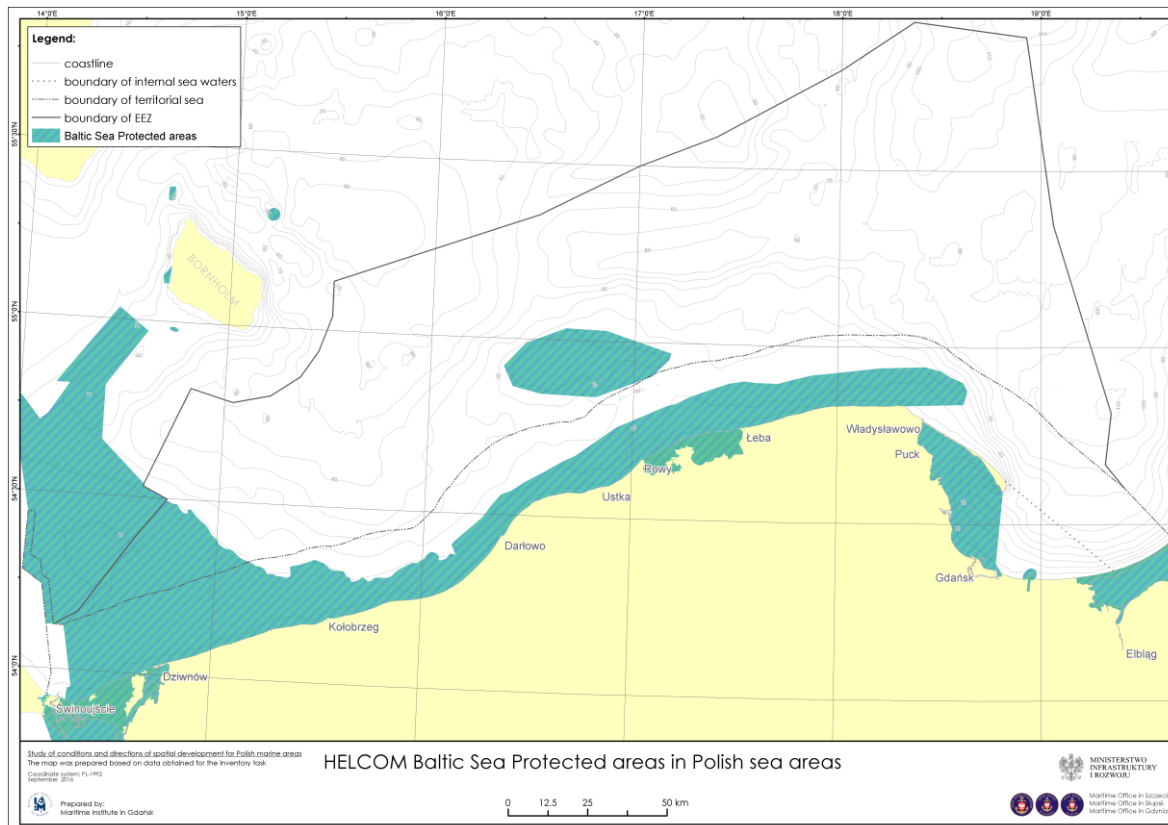 14°0'E 15°0'E 16°0'E 17°0'E 18°0'E 19°0'E
Legend:
coastline
boundary of internal sea waters
boundary of territorial sea
boundary of EEZ
Baltic Sea Protected areas
55°30'N
BORNHOLM
55°0'N
Władysławowo
Puck
Łeba
Rowy
54°30'N
Ustka
Darłowo
Gdańsk
Kołobrzeg
Elbląg
54°0'N
Dziwnów
Świnoujście
Study of conditions and directions of spatial development for Polish marine areas
The map was prepared based on data obtained for the inventory task
Coordinate system: PL-1992
September 2016
Prepared by:
Maritime Institute in Gdańsk
HELCOM Baltic Sea Protected areas in Polish sea areas
0 12.5 25 50 km
MINISTERSTWO
INFRASTRUKTURY
I ROZWOJU
Maritime Office in Szczecin
Maritime Office in Słupsk
Maritime Office in Gdynia